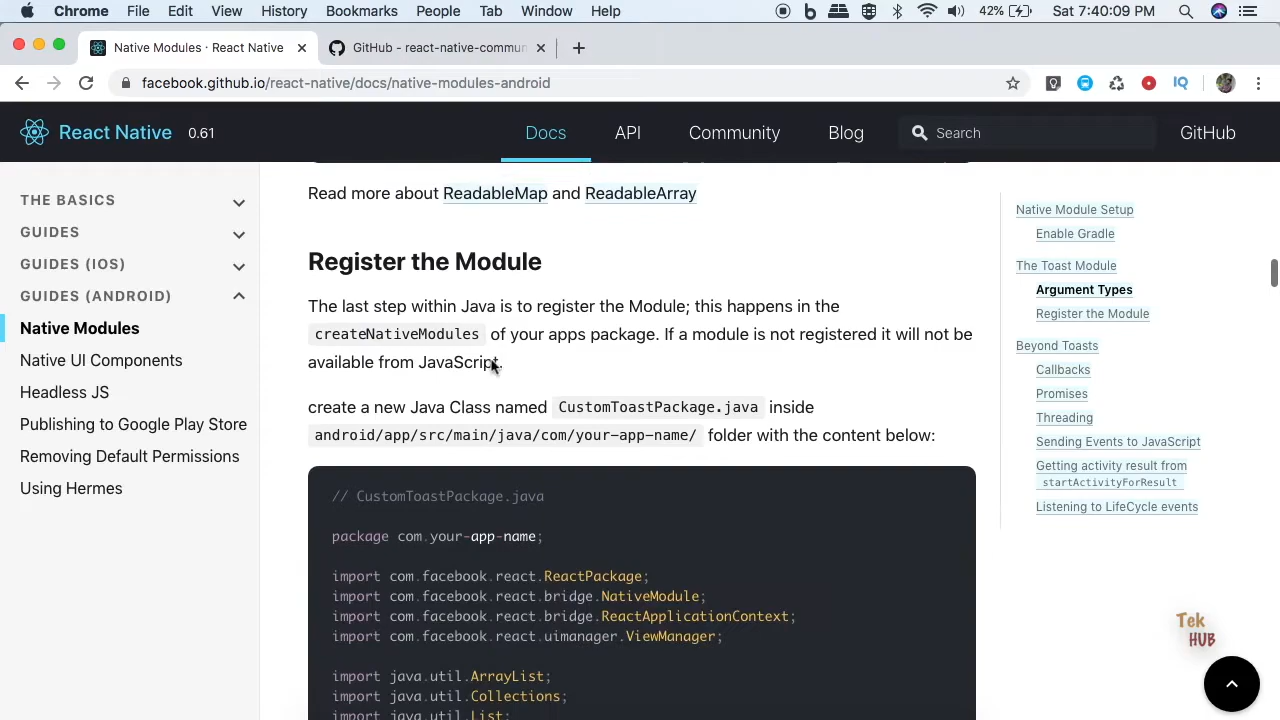 Chrome File Edit View History Bookmarks People Tab Window Help 42% Sat 7:40:09 PM
Native Modules · React Native GitHub - react-native-commun
facebook.github.io/react-native/docs/native-modules-android IQ
React Native 0.61 Docs API Community Blog Search GitHub
THE BASICS
GUIDES
GUIDES (IOS)
GUIDES (ANDROID)
Native Modules
Native UI Components
Headless JS
Publishing to Google Play Store
Removing Default Permissions
Using Hermes
Read more about ReadableMap and ReadableArray
Register the Module
The last step within Java is to register the Module; this happens in the
createNativeModules of your apps package. If a module is not registered it will not be
available from JavaScript.
create a new Java Class named CustomToastPackage.java inside
android/app/src/main/java/com/your-app-name/ folder with the content below:
// CustomToastPackage.java
package com.your-app-name;
import com.facebook.react.ReactPackage;
import com.facebook.react.bridge.NativeModule;
import com.facebook.react.bridge.ReactApplicationContext;
import com.facebook.react.uimanager.ViewManager;
import java.util.ArrayList;
import java.util.Collections;
import java.util.List;
Native Module Setup
Enable Gradle
The Toast Module
Argument Types
Register the Module
Beyond Toasts
Callbacks
Promises
Threading
Sending Events to JavaScript
Getting activity result from
startActivityForResult
Listening to LifeCycle events
Tek
HUB